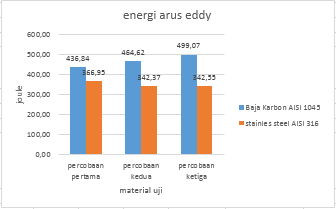 energi arus eddy
600,00
500,00
400,00
300,00
200,00
100,00
0,00
joule
436,84
366,95
464,62
342,37
499,07
342,55
percobaan pertama
percobaan kedua
percobaan ketiga
material uji
Baja Karbon AISI 1045
stainles steel AISI 316